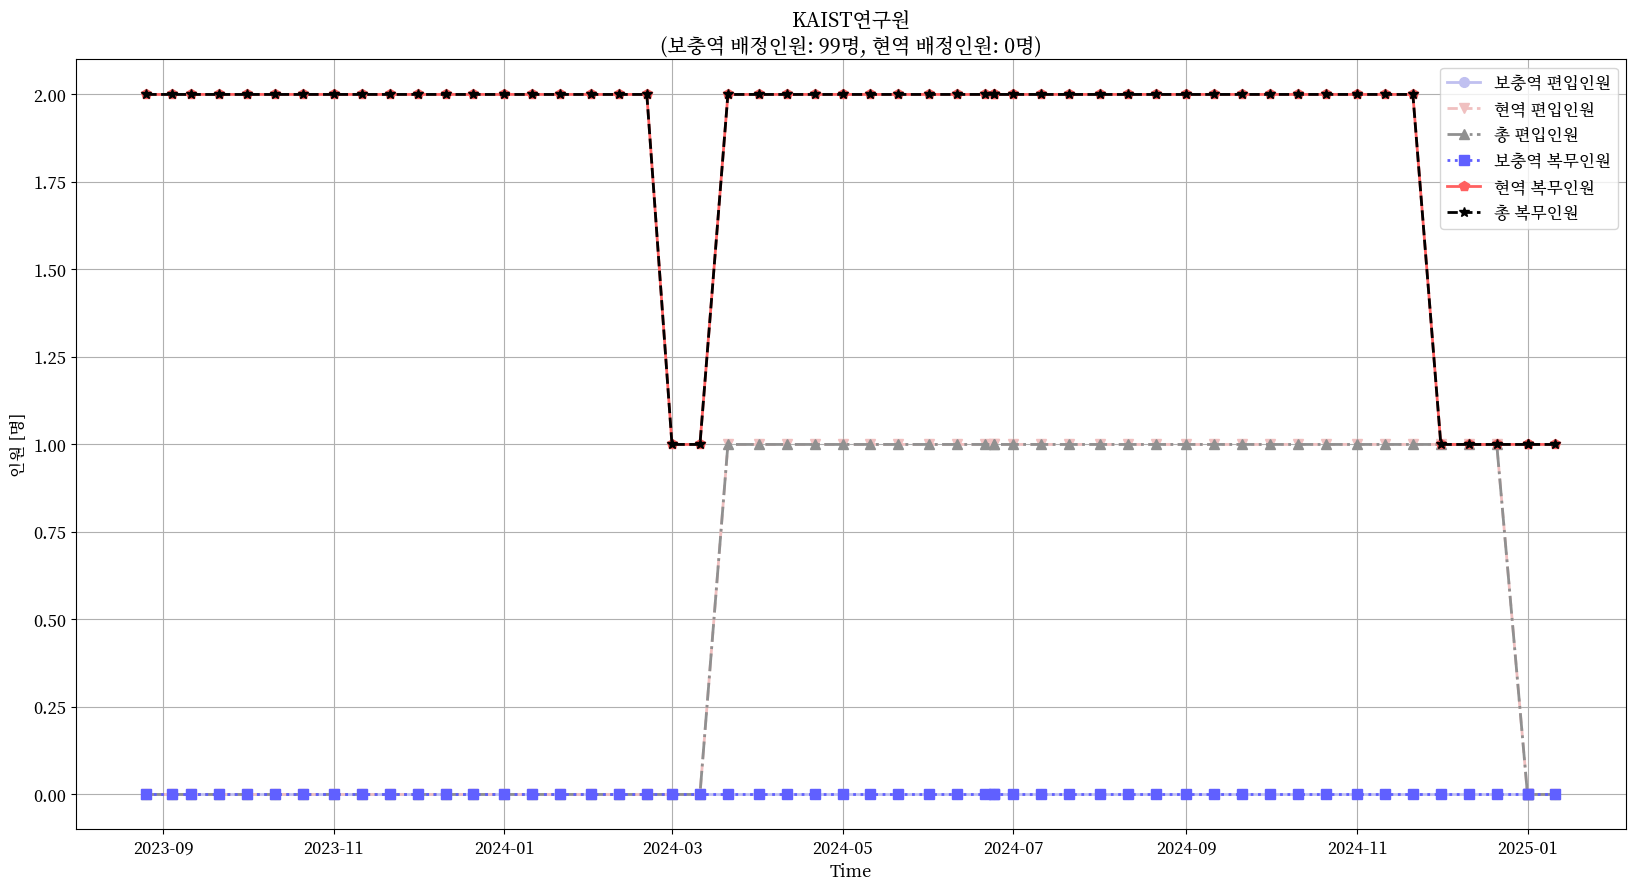 KAIST연구원
(보충역 배정인원: 99명, 현역 배정인원: 0명)
보충역 편입인원
현역 편입인원
총 편입인원
보충역 복무인원
현역 복무인원
총 복무인원
인원 [명]
2.00
1.75
1.50
1.25
1.00
0.75
0.50
0.25
0.00
2023-09 2023-11 2024-01 2024-03 2024-05 2024-07 2024-09 2024-11 2025-01
Time